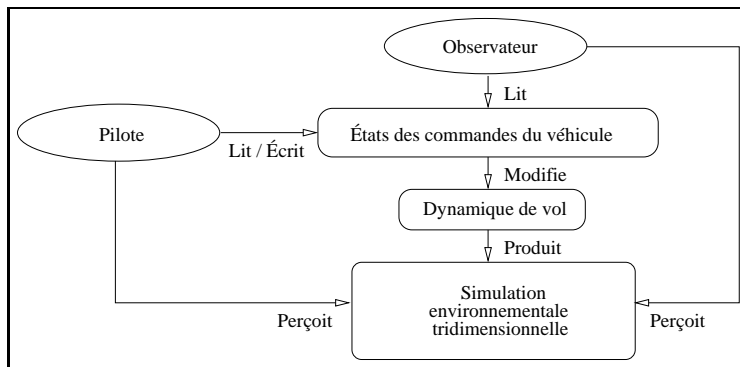 Observateur
Lit
Pilote
États des commandes du véhicule
Lit / Écrit
Modifie
Dynamique de vol
Produit
Simulation
environnementale
tridimensionnelle
Perçoit
Perçoit